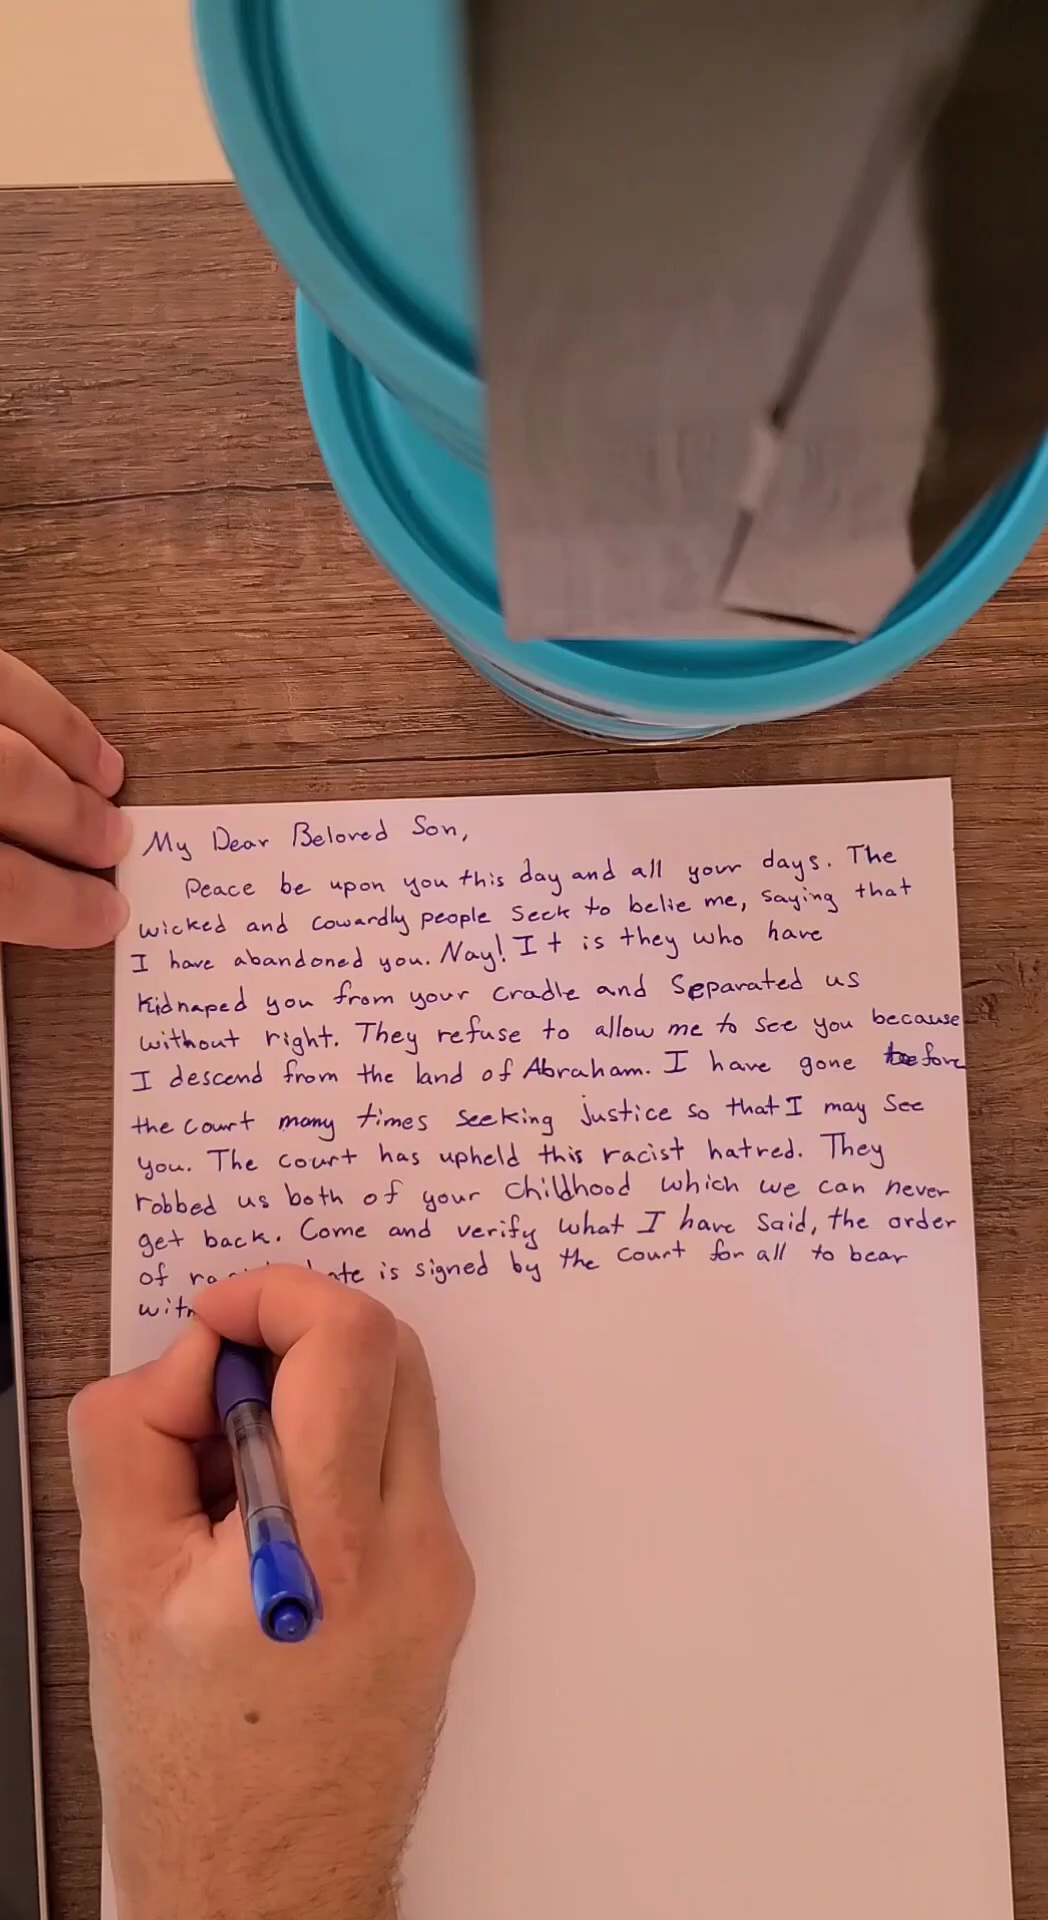 My Dear Beloved Son,
Peace be upon you this day and all your days. The
wicked and cowardly people seek to belie me, saying that
I have abandoned you. Nay! It is they who have
kidnaped you from your cradle and separated us
without right. They refuse to allow me to see you because
I descend from the land of Abraham. I have gone before
the court many times seeking justice so that I may see
you. The court has upheld this racist hatred. They
robbed us both of your childhood which we can never
get back. Come and verify what I have said, the order
of is signed by the court for all to bear